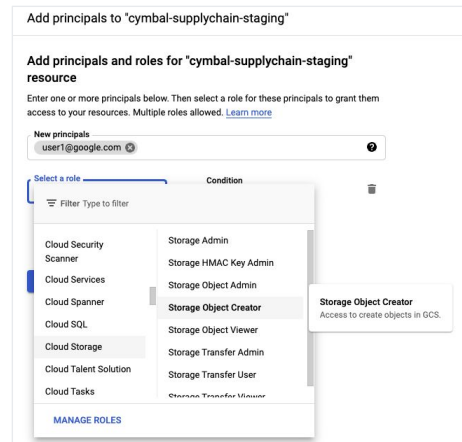 Add principals to "cymbal-supplychain-staging"
Add principals and roles for "cymbal-supplychain-staging"
resource
Enter one or more principals below. Then select a role for these principals to grant them
access to your resources. Multiple roles allowed. Learn more
New principals
user1@google.com
Select a role
Condition
Filter Type to filter
Cloud Security
Scanner
Cloud Services
Cloud Spanner
Cloud SQL
Cloud Storage
Cloud Talent Solution
Cloud Tasks
Storage Admin
Storage HMAC Key Admin
Storage Object Admin
Storage Object Creator
Storage Object Viewer
Storage Transfer Admin
Storage Transfer User
Storage Transfer Viewer
Storage Object Creator
Access to create objects in GCS.
MANAGE ROLES